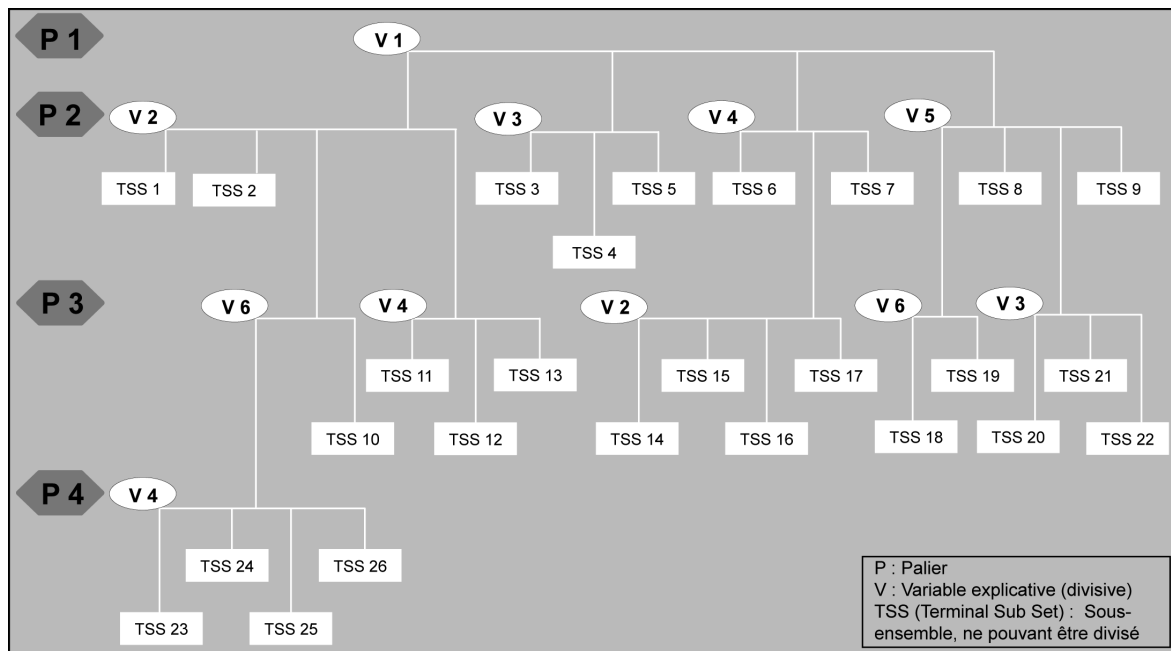 P 1
V 1
P 2
V 2
V 3
V 4
V 5
TSS 1
TSS 2
TSS 3
TSS 5
TSS 6
TSS 7
TSS 8
TSS 9
TSS 4
P 3
V 6
V 4
V 2
V 6
V 3
TSS 11
TSS 13
TSS 15
TSS 17
TSS 19
TSS 21
TSS 10
TSS 12
TSS 14
TSS 16
TSS 18
TSS 20
TSS 22
P 4
V 4
TSS 24
TSS 26
TSS 23
TSS 25
P : Palier
V : Variable explicative (divisive)
TSS (Terminal Sub Set) : Sous-
ensemble, ne pouvant être divisé